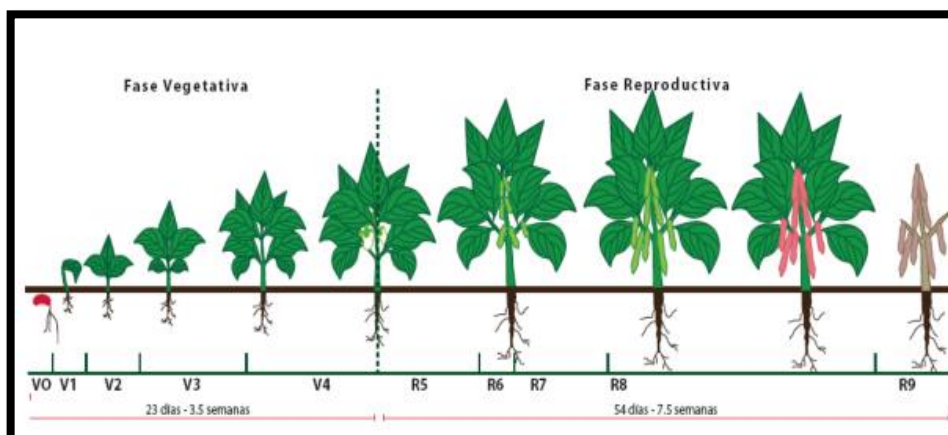 Fase Vegetativa
Fase Reproductiva
VO V1 V2 V3 V4 R5 R6 R7 R8 R9
23 días - 3.5 semanas
54 días - 7.5 semanas